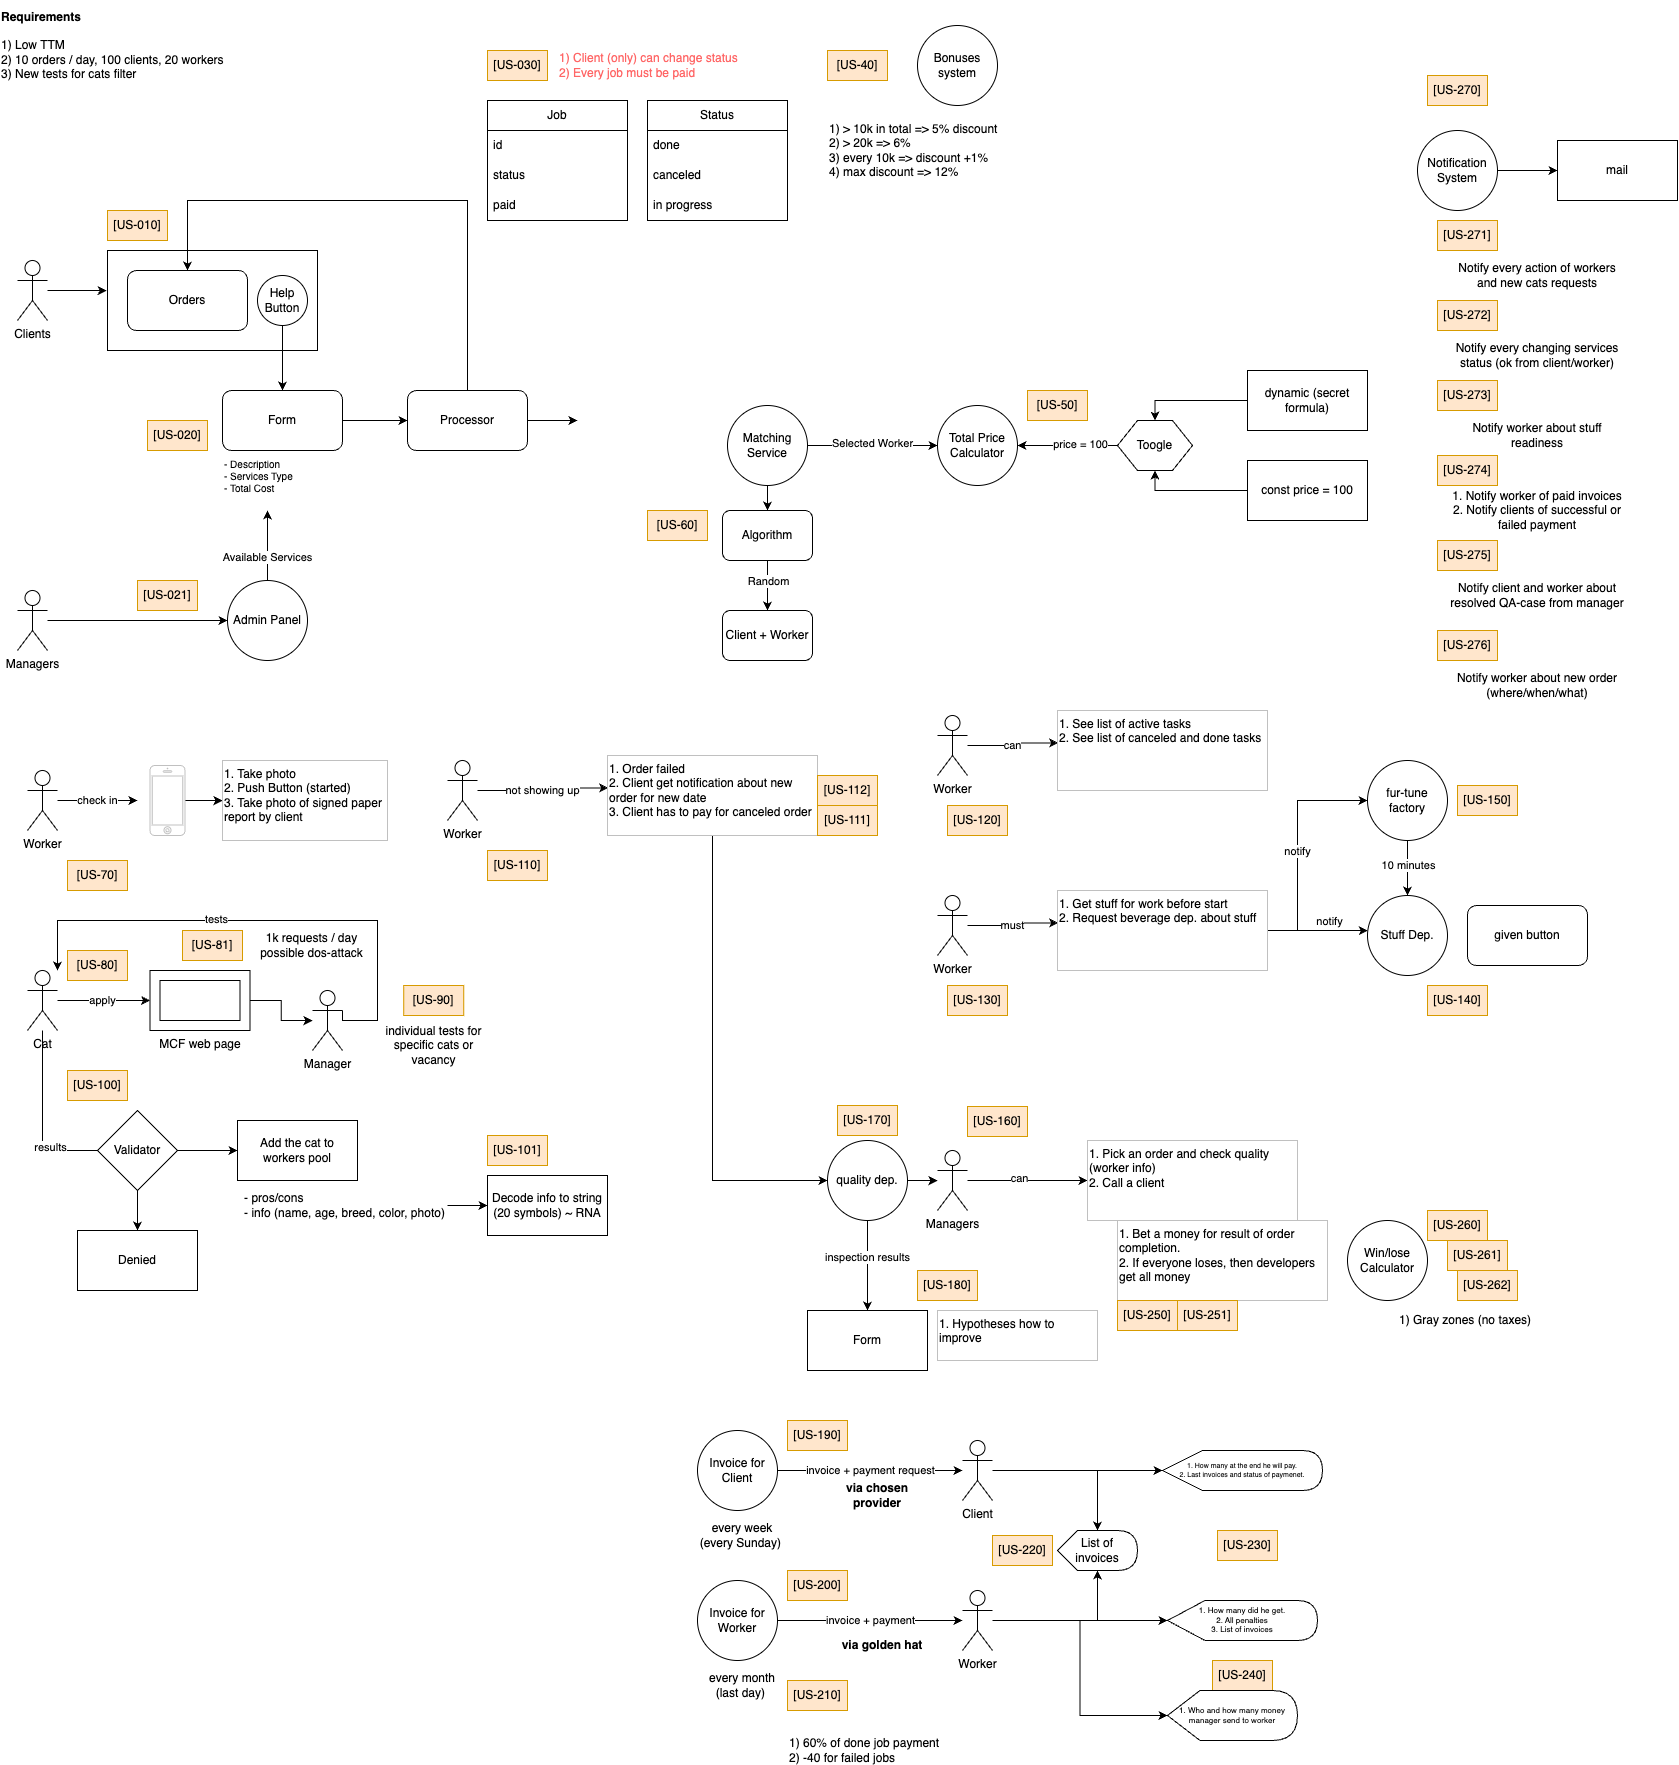 Requirements
1) Low TTM
2) 10 orders / day, 100 clients, 20 workers
3) New tests for cats filter
[US-030]
1) Client (only) can change status
2) Every job must be paid
Job
id
status
paid
Status
done
canceled
in progress
[US-40]
Bonuses
system
1) > 10k in total => 5% discount
2) > 20k => 6%
3) every 10k => discount +1%
4) max discount => 12%
[US-270]
Notification
System
mail
[US-271]
Notify every action of workers
and new cats requests
[US-272]
Notify every changing services
status (ok from client/worker)
[US-273]
Notify worker about stuff
readiness
[US-274]
1. Notify worker of paid invoices
2. Notify clients of successful or
failed payment
[US-275]
Notify client and worker about
resolved QA-case from manager
[US-276]
Notify worker about new order
(where/when/what)
[US-010]
Clients
Orders
Help
Button
[US-020]
Form
Processor
- Description
- Services Type
- Total Cost
Available Services
[US-021]
Managers
Admin Panel
Matching
Service
Selected Worker
Total Price
Calculator
[US-50]
price = 100
Toogle
dynamic (secret
formula)
const price = 100
[US-60]
Algorithm
Random
Client + Worker
Worker
check in
1. Take photo
2. Push Button (started)
3. Take photo of signed paper
report by client
[US-70]
Worker
not showing up
1. Order failed
2. Client get notification about new
order for new date
3. Client has to pay for canceled order
[US-112]
[US-111]
[US-110]
Worker
can
1. See list of active tasks
2. See list of canceled and done tasks
[US-120]
Worker
must
1. Get stuff for work before start
2. Request beverage dep. about stuff
[US-130]
notify
notify
fur-tune
factory
[US-150]
10 minutes
Stuff Dep.
given button
[US-140]
tests
[US-80]
[US-81]
1k requests / day
possible dos-attack
Cat
apply
MCF web page
Manager
[US-90]
individual tests for
specific cats or
vacancy
[US-100]
results
Validator
Add the cat to
workers pool
Denied
- pros/cons
- info (name, age, breed, color, photo)
[US-101]
Decode info to string
(20 symbols) ~ RNA
[US-170]
quality dep.
[US-160]
Managers
can
1. Pick an order and check quality
(worker info)
2. Call a client
1. Bet a money for result of order
completion.
2. If everyone loses, then developers
get all money
[US-250]
[US-251]
Win/lose
Calculator
[US-260]
[US-261]
[US-262]
1) Gray zones (no taxes)
inspection results
[US-180]
Form
1. Hypotheses how to
improve
Invoice for
Client
[US-190]
invoice + payment request
via chosen
provider
every week
(every Sunday)
Client
1. How many at the end he will pay.
2. Last invoices and status of paymenet.
[US-220]
List of
invoices
[US-230]
Invoice for
Worker
[US-200]
invoice + payment
via golden hat
Worker
every month
(last day)
[US-210]
1. How many did he get.
2. All penalties
3. List of invoices
[US-240]
1. Who and how many money
manager send to worker
1) 60% of done job payment
2) -40 for failed jobs